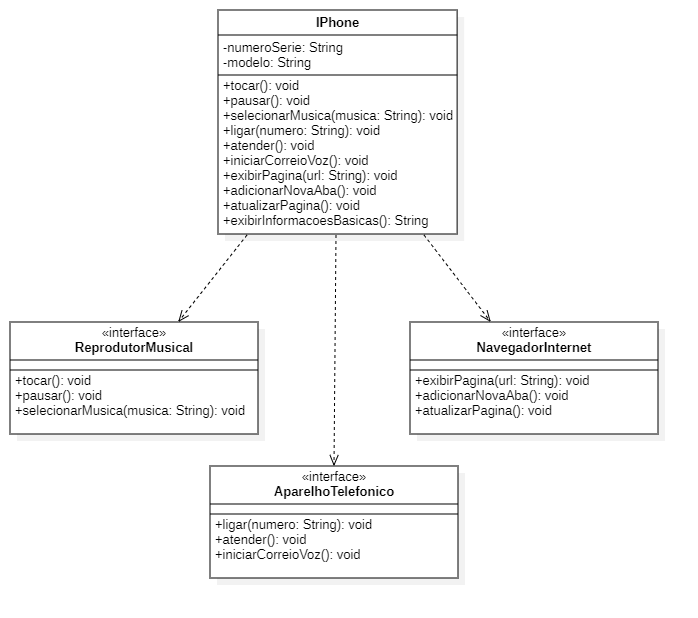 IPhone
-numeroSerie: String
-modelo: String
+tocar(): void
+pausar(): void
+selecionarMusica(musica: String): void
+ligar(numero: String): void
+atender(): void
+iniciarCorreioVoz(): void
+exibirPagina(url: String): void
+adicionarNovaAba(): void
+atualizarPagina(): void
+exibirInformacoesBasicas(): String
«interface»
ReprodutorMusical
+tocar(): void
+pausar(): void
+selecionarMusica(musica: String): void
«interface»
NavegadorInternet
+exibirPagina(url: String): void
+adicionarNovaAba(): void
+atualizarPagina(): void
«interface»
AparelhoTelefonico
+ligar(numero: String): void
+atender(): void
+iniciarCorreioVoz(): void